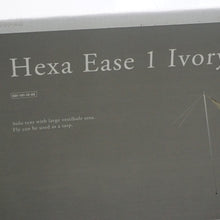 Hexa Ease 1 Ivory
Solo tent with large vestibule area.
Fly can be used as a tarp.